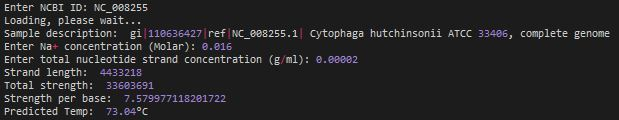 Enter NCBI ID: NC_008255
Loading, please wait...
Sample description:  gi|110636427|ref|NC_008255.1| Cytophaga hutchinsonii ATCC 33406, complete genome
Enter Na+ concentration (Molar): 0.016
Enter total nucleotide strand concentration (g/ml): 0.00002
Strand length:  4433218
Total strength:  33603691
Strength per base:  7.579977118201722
Predicted Temp:  73.04°C